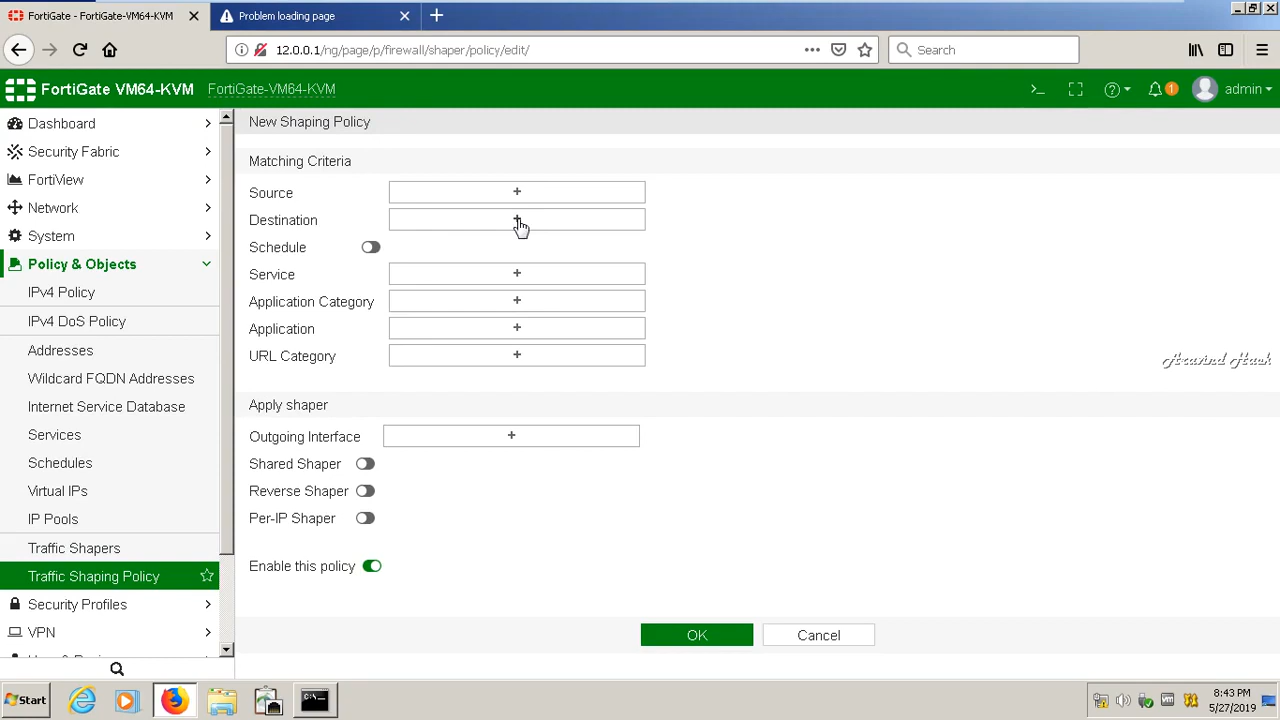 FortiGate - FortiGate-VM64-KVM
Problem loading page
12.0.0.1/ng/page/p/firewall/shaper/policy/edit/
Search
FortiGate VM64-KVM
FortiGate-VM64-KVM
1
admin
Dashboard
Security Fabric
FortiView
Network
System
Policy & Objects
IPv4 Policy
IPv4 DoS Policy
Addresses
Wildcard FQDN Addresses
Internet Service Database
Services
Schedules
Virtual IPs
IP Pools
Traffic Shapers
Traffic Shaping Policy
Security Profiles
VPN
New Shaping Policy
Matching Criteria
Source
Destination
Schedule
Service
Application Category
Application
URL Category
Apply shaper
Outgoing Interface
Shared Shaper
Reverse Shaper
Per-IP Shaper
Enable this policy
OK
Cancel
Start
8:43 PM
5/27/2019